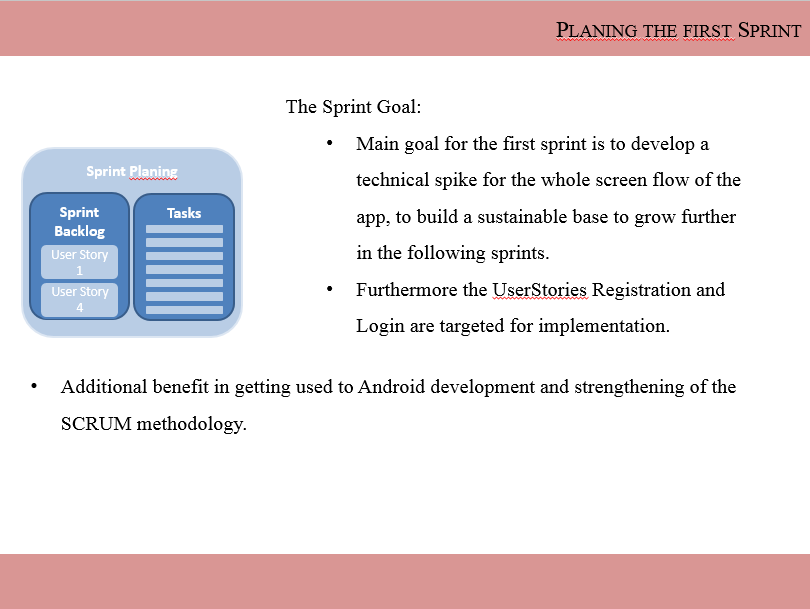 PLANING THE FIRST SPRINT
The Sprint Goal:
• Main goal for the first sprint is to develop a
technical spike for the whole screen flow of the
app, to build a sustainable base to grow further
in the following sprints.
• Furthermore the UserStories Registration and
Login are targeted for implementation.
Sprint Planing
Sprint
Backlog
User Story
1
User Story
4
Tasks
• Additional benefit in getting used to Android development and strengthening of the
SCRUM methodology.